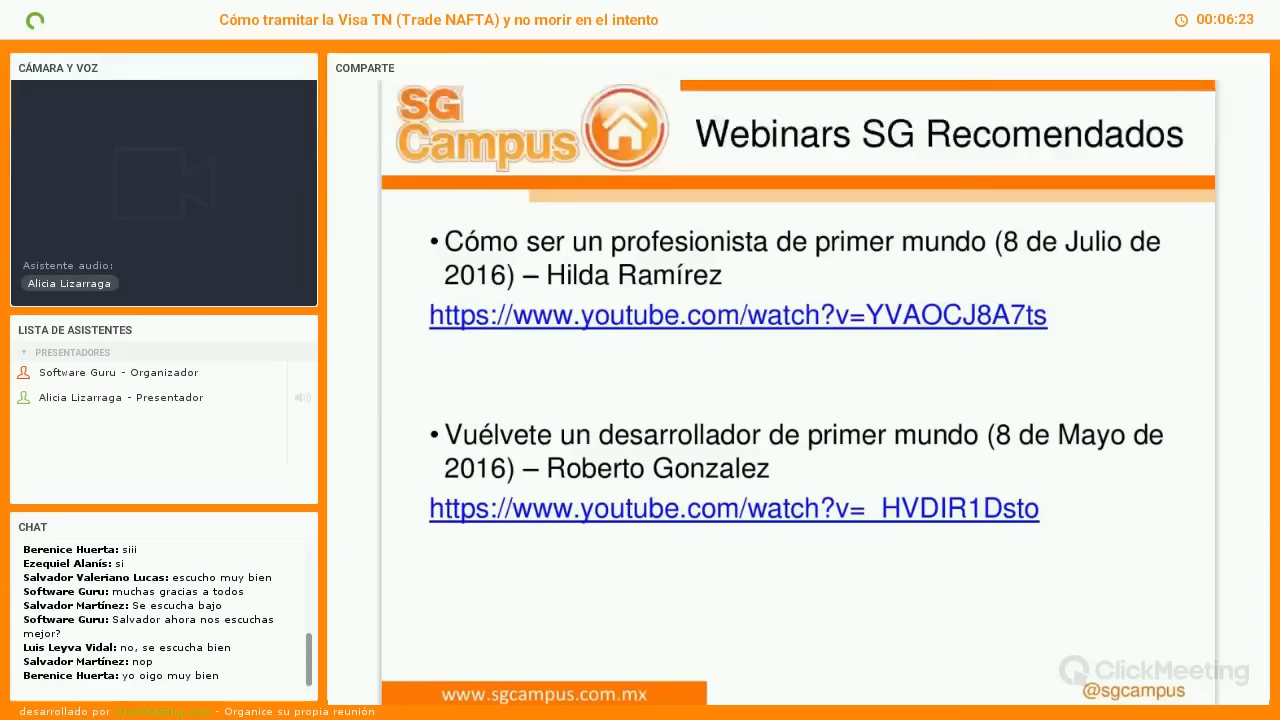 Cómo tramitar la Visa TN (Trade NAFTA) y no morir en el intento
00:06:23
CÁMARA Y VOZ
Asistente audio:
Alicia Lizarraga
LISTA DE ASISTENTES
PRESENTADORES
Software Guru - Organizador
Alicia Lizarraga - Presentador
CHAT
Berenice Huerta: siii
Ezequiel Alanís: si
Salvador Valeriano Lucas: escucho muy bien
Software Guru: muchas gracias a todos
Salvador Martínez: Se escucha bajo
Software Guru: Salvador ahora nos escuchas
mejor?
Luis Leyva Vidal: no, se escucha bien
Salvador Martínez: nop
Berenice Huerta: yo oigo muy bien
COMPARTE
SG
Campus
Webinars SG Recomendados
• Cómo ser un profesionista de primer mundo (8 de Julio de
2016) – Hilda Ramírez
https://www.youtube.com/watch?v=YVAOCJ8A7ts
• Vuélvete un desarrollador de primer mundo (8 de Mayo de
2016) – Roberto Gonzalez
https://www.youtube.com/watch?v=_HVDIR1Dsto
ClickMeeting
www.sgcampus.com.mx
@sgcampus
desarrollado por ClickMeeting.com - Organice su propia reunión